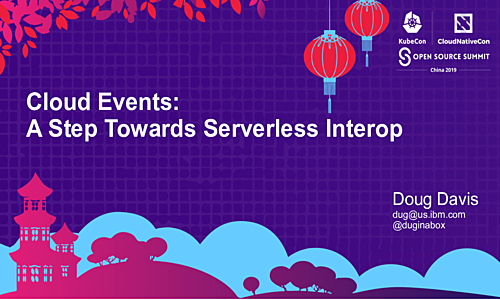 KubeCon
CloudNativeCon
OPEN SOURCE SUMMIT
China 2019
Cloud Events:
A Step Towards Serverless Interop
Doug Davis
dug@us.ibm.com
@duginabox